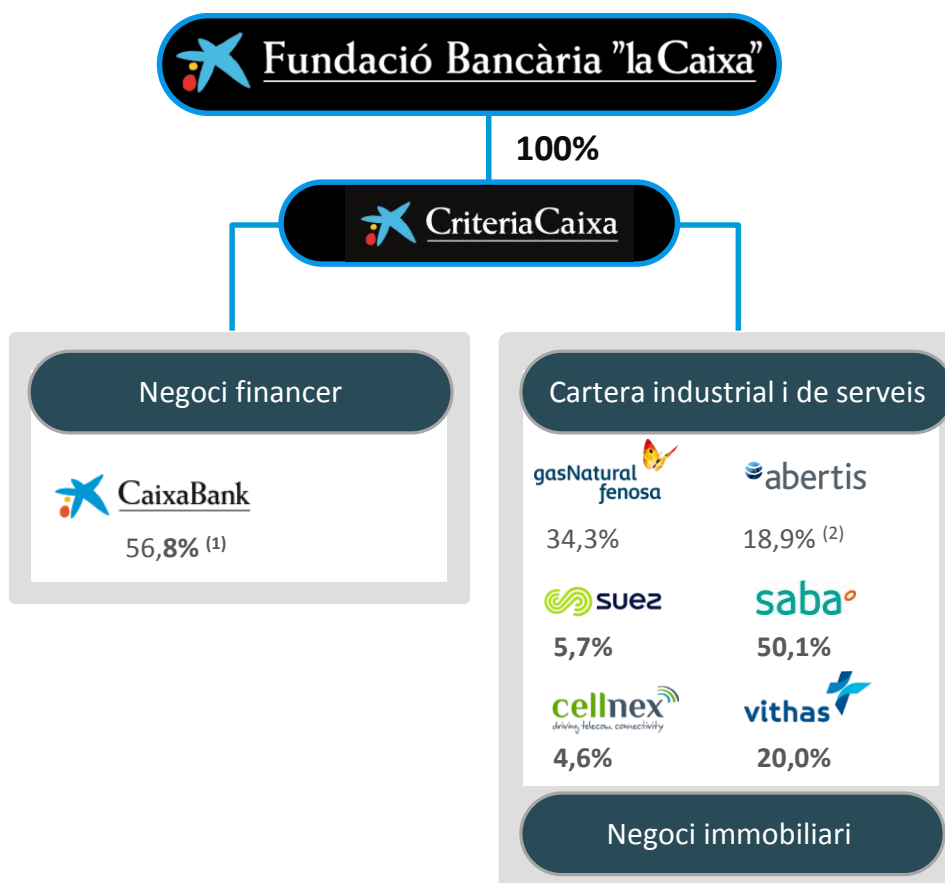 Fundació Bancària "la Caixa"
100%
CriteriaCaixa
Negoci financer
CaixaBank
56,8% (1)
Cartera industrial i de serveis
gasNatural
fenosa
abertis
34,3%
18,9% (2)
suez
saba
5,7%
50,1%
cellnex
driving telecom connectivity
vithas
4,6%
20,0%
Negoci immobiliari